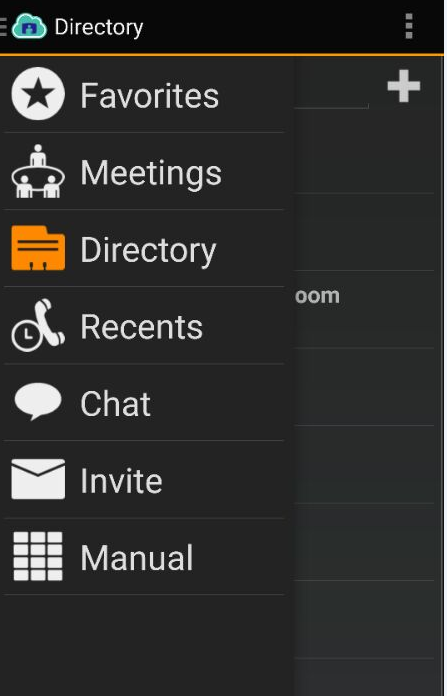 Directory
Favorites
Meetings
Directory
oom
Recents
Chat
Invite
Manual